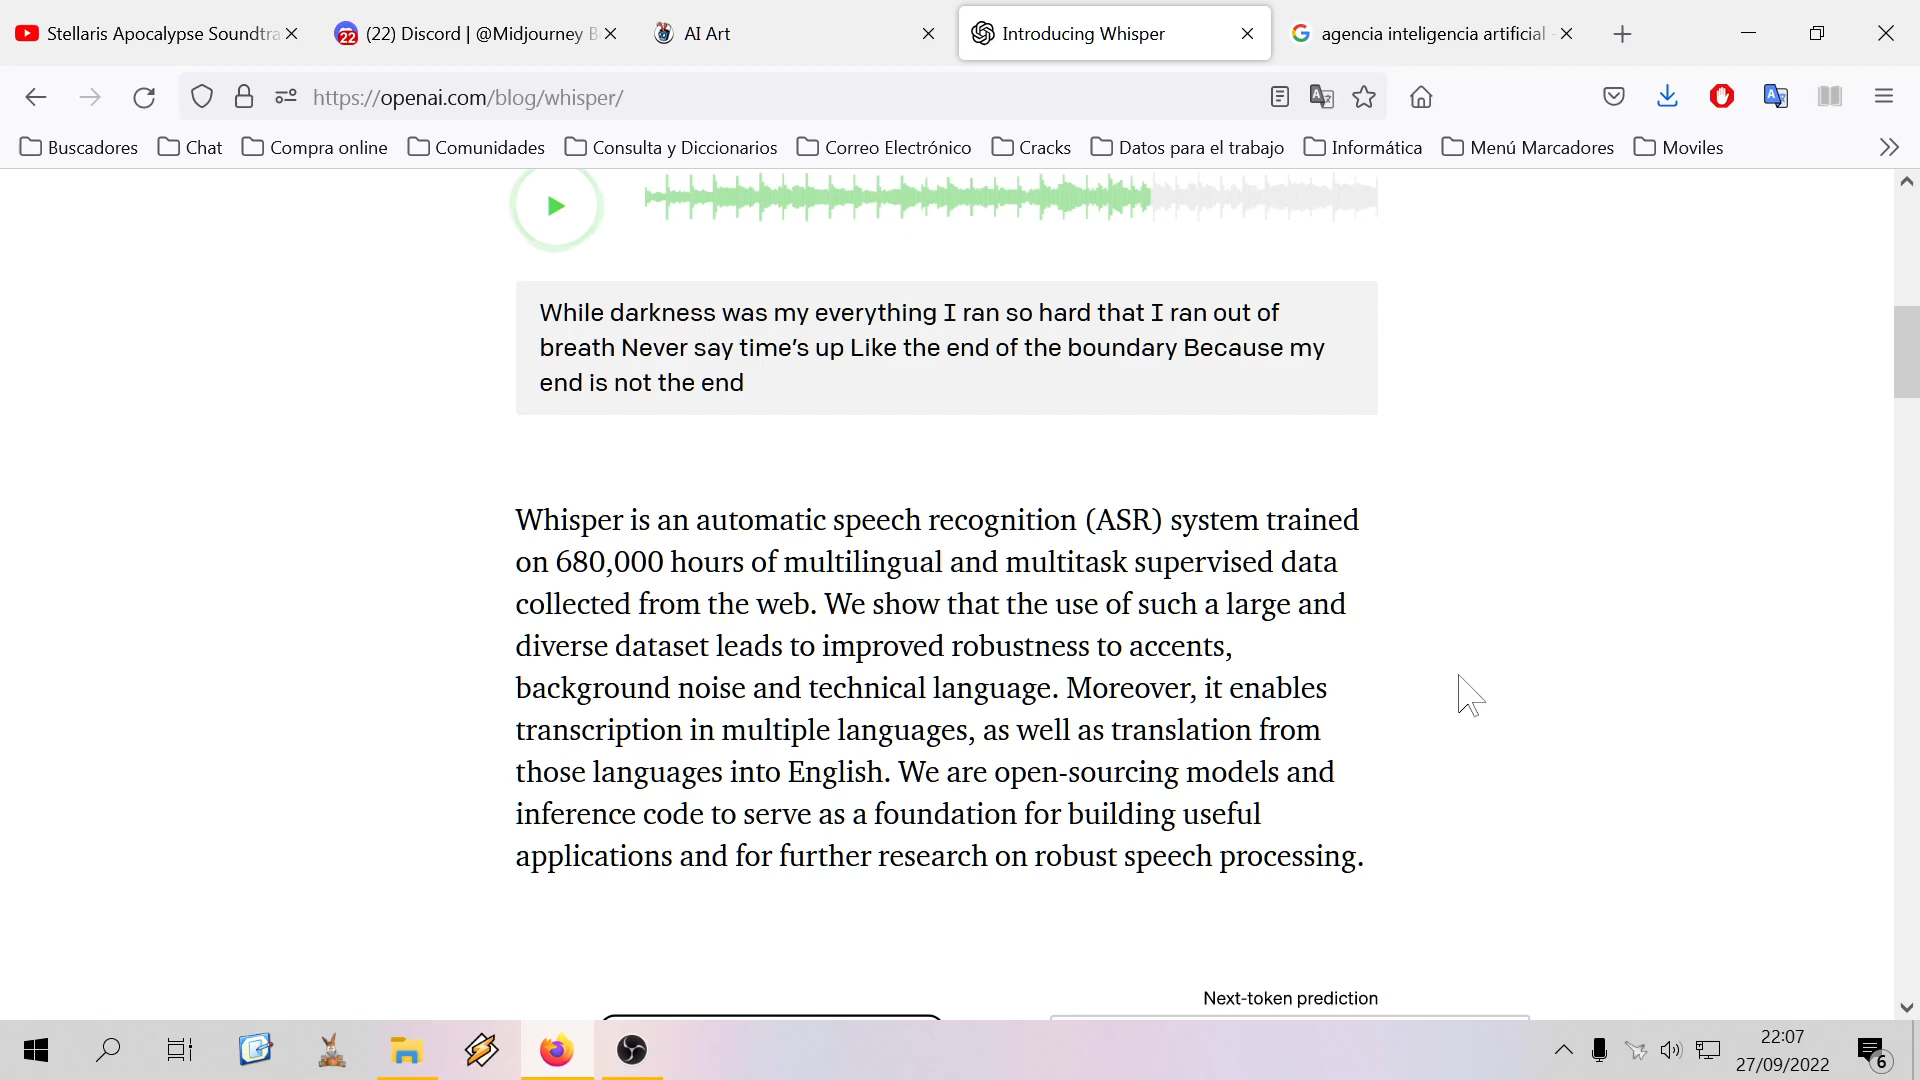 Stellaris Apocalypse Soundtra
(22) Discord | @Midjourney B
AI Art
Introducing Whisper
agencia inteligencia artificial
https://openai.com/blog/whisper/
Buscadores
Chat
Compra online
Comunidades
Consulta y Diccionarios
Correo Electrónico
Cracks
Datos para el trabajo
Informática
Menú Marcadores
Moviles
While darkness was my everything I ran so hard that I ran out of
breath Never say time's up Like the end of the boundary Because my
end is not the end
Whisper is an automatic speech recognition (ASR) system trained
on 680,000 hours of multilingual and multitask supervised data
collected from the web. We show that the use of such a large and
diverse dataset leads to improved robustness to accents,
background noise and technical language. Moreover, it enables
transcription in multiple languages, as well as translation from
those languages into English. We are open-sourcing models and
inference code to serve as a foundation for building useful
applications and for further research on robust speech processing.
Next-token prediction
22:07
27/09/2022
6